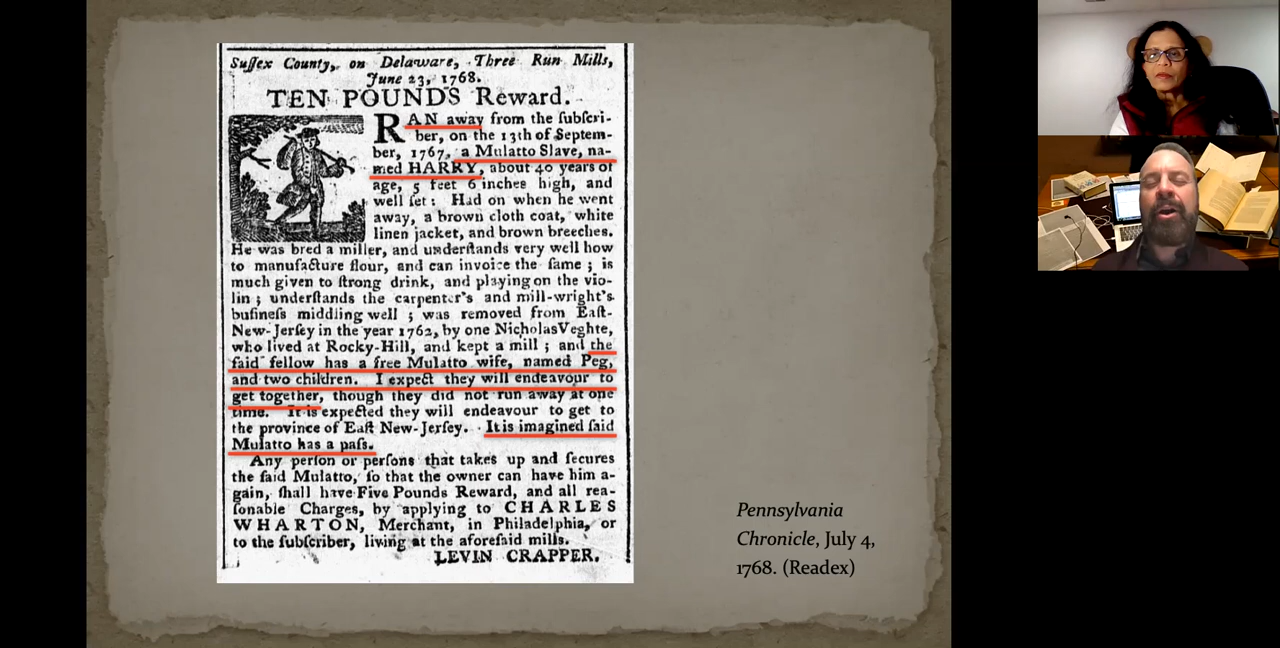 Suſſex County, on Delaware, Three Run Mills,
June 23, 1768.
TEN POUNDS Reward.
RAN away from the ſubſcri-
ber, on the 13th of Septem-
ber, 1767, a Mulatto Slave, na-
med HARRY, about 40 years of
age, 5 feet 6 inches high, and
well ſet: Had on when he went
away, a brown cloth coat, white
linen jacket, and brown breeches.
He was bred a miller, and underſtands very well how
to manufacture flour, and can invoice the ſame; is
much given to ſtrong drink, and playing on the vio-
lin; underſtands the carpenter's and mill-wright's
buſineſs middling well; was removed from Eaſt-
New-Jerſey in the year 1762, by one Nicholas Veghte,
who lived at Rocky-Hill, and kept a mill; and the
ſaid fellow has a free Mulatto wife, named Peg,
and two children. I expect they will endeavour to
get together, though they did not run away at one
time. It is expected they will endeavour to get to
the province of Eaſt New-Jerſey. It is imagined ſaid
Mulatto has a paſs.
Any perſon or perſons that takes up and ſecures
the ſaid Mulatto, ſo that the owner can have him a-
gain, ſhall have Five Pounds Reward, and all rea-
ſonable Charges, by applying to CHARLES
WHARTON, Merchant, in Philadelphia, or
to the ſubſcriber, living at the aforeſaid mills.
LEVIN CRAPPER.
Pennsylvania
Chronicle, July 4,
1768. (Readex)